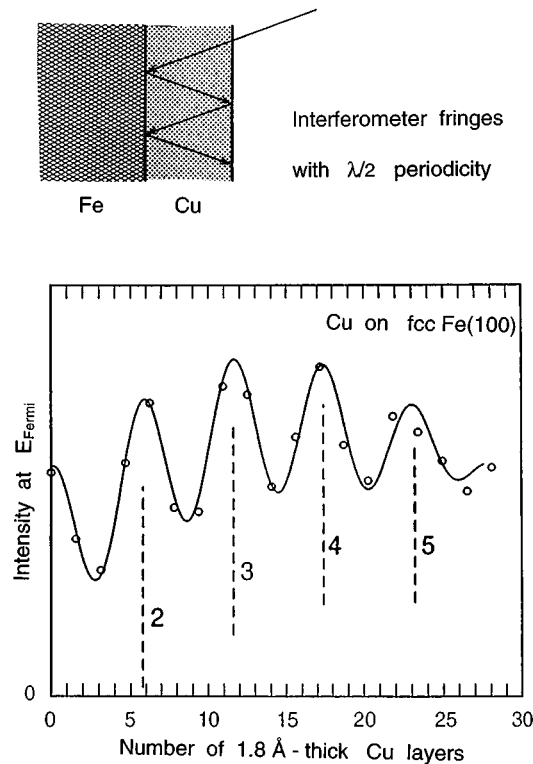 Interferometer fringes
with λ/2 periodicity
Fe Cu
Cu on fcc Fe(100)
Intensity at E_Fermi
2
3
4
5
0
0 5 10 15 20 25 30
Number of 1.8 Å - thick Cu layers